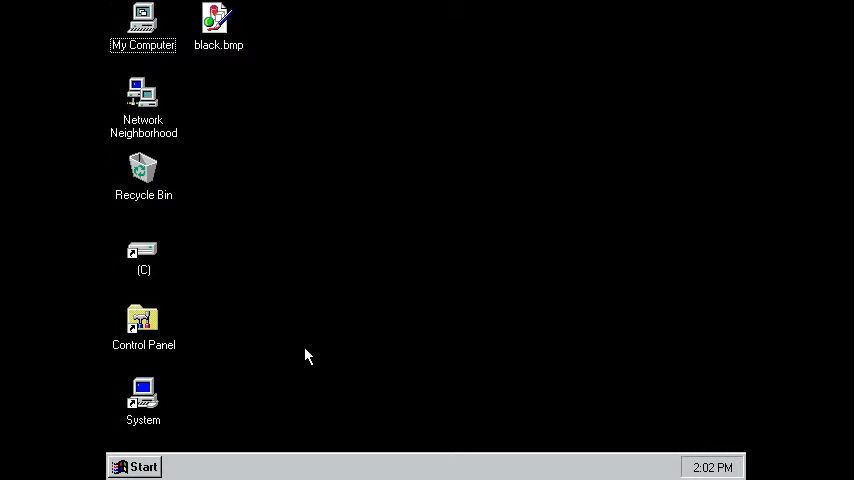 My Computer
black.bmp
Network
Neighborhood
Recycle Bin
(C)
Control Panel
System
Start
2:02 PM